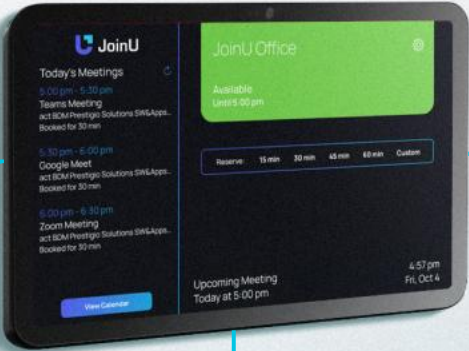 JoinU
Today's Meetings
5:00 pm - 5:30 pm
Teams Meeting
act BDM Prestigio Solutions SW&Apps..
Booked for 30 min
5:30 pm - 6:00 pm
Google Meet
act BDM Prestigio Solutions SW&Apps..
Booked for 30 min
6:00 pm - 6:30 pm
Zoom Meeting
act BDM Prestigio Solutions SW&Apps..
Booked for 30 min
View Calendar
JoinU Office
Available
Until 5:00 pm
Reserve: 15 min 30 min 45 min 60 min Custom
Upcoming Meeting
Today at 5:00 pm
4:57 pm
Fri, Oct 4